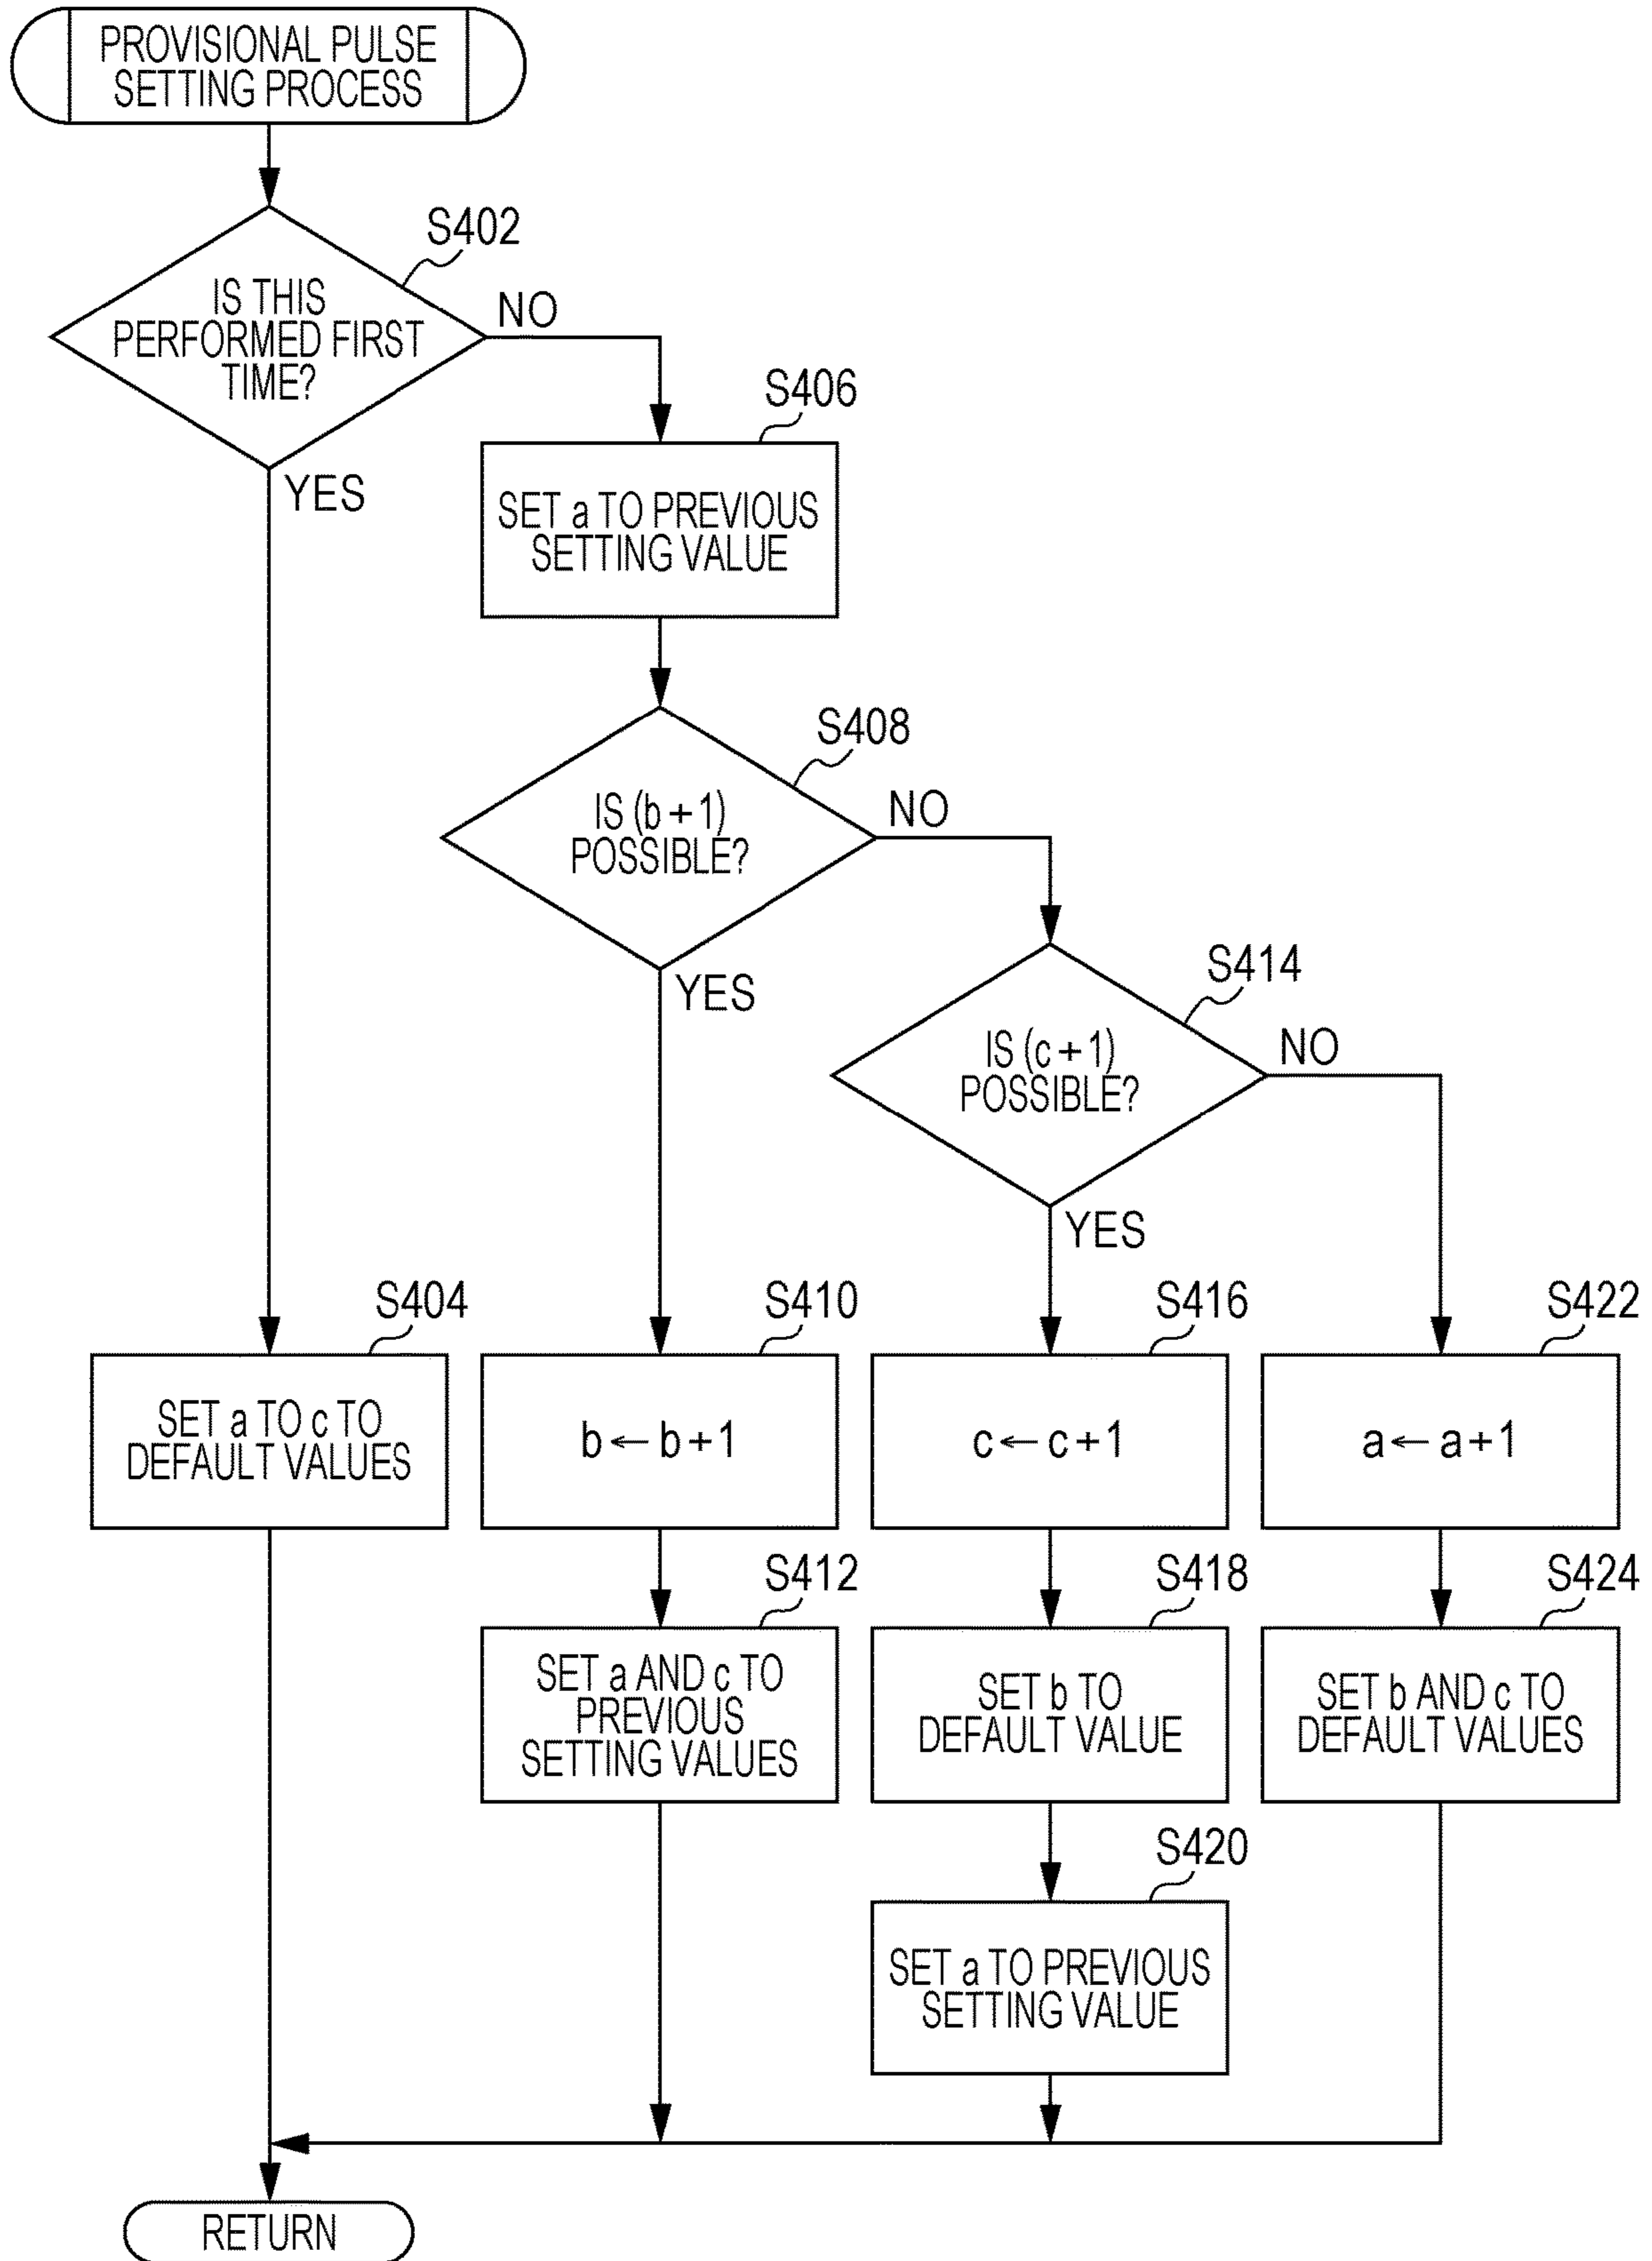 PROVISIONAL PULSE
SETTING PROCESS
S402
IS THIS
PERFORMED FIRST
TIME?
NO
YES
S406
SET a TO PREVIOUS
SETTING VALUE
S408
IS (b + 1)
POSSIBLE?
NO
YES
S414
IS (c + 1)
POSSIBLE?
NO
YES
S404
SET a TO c TO
DEFAULT VALUES
S410
b ← b + 1
S416
c ← c + 1
S422
a ← a + 1
S412
SET a AND c TO
PREVIOUS
SETTING VALUES
S418
SET b TO
DEFAULT VALUE
S424
SET b AND c TO
DEFAULT VALUES
S420
SET a TO PREVIOUS
SETTING VALUE
RETURN